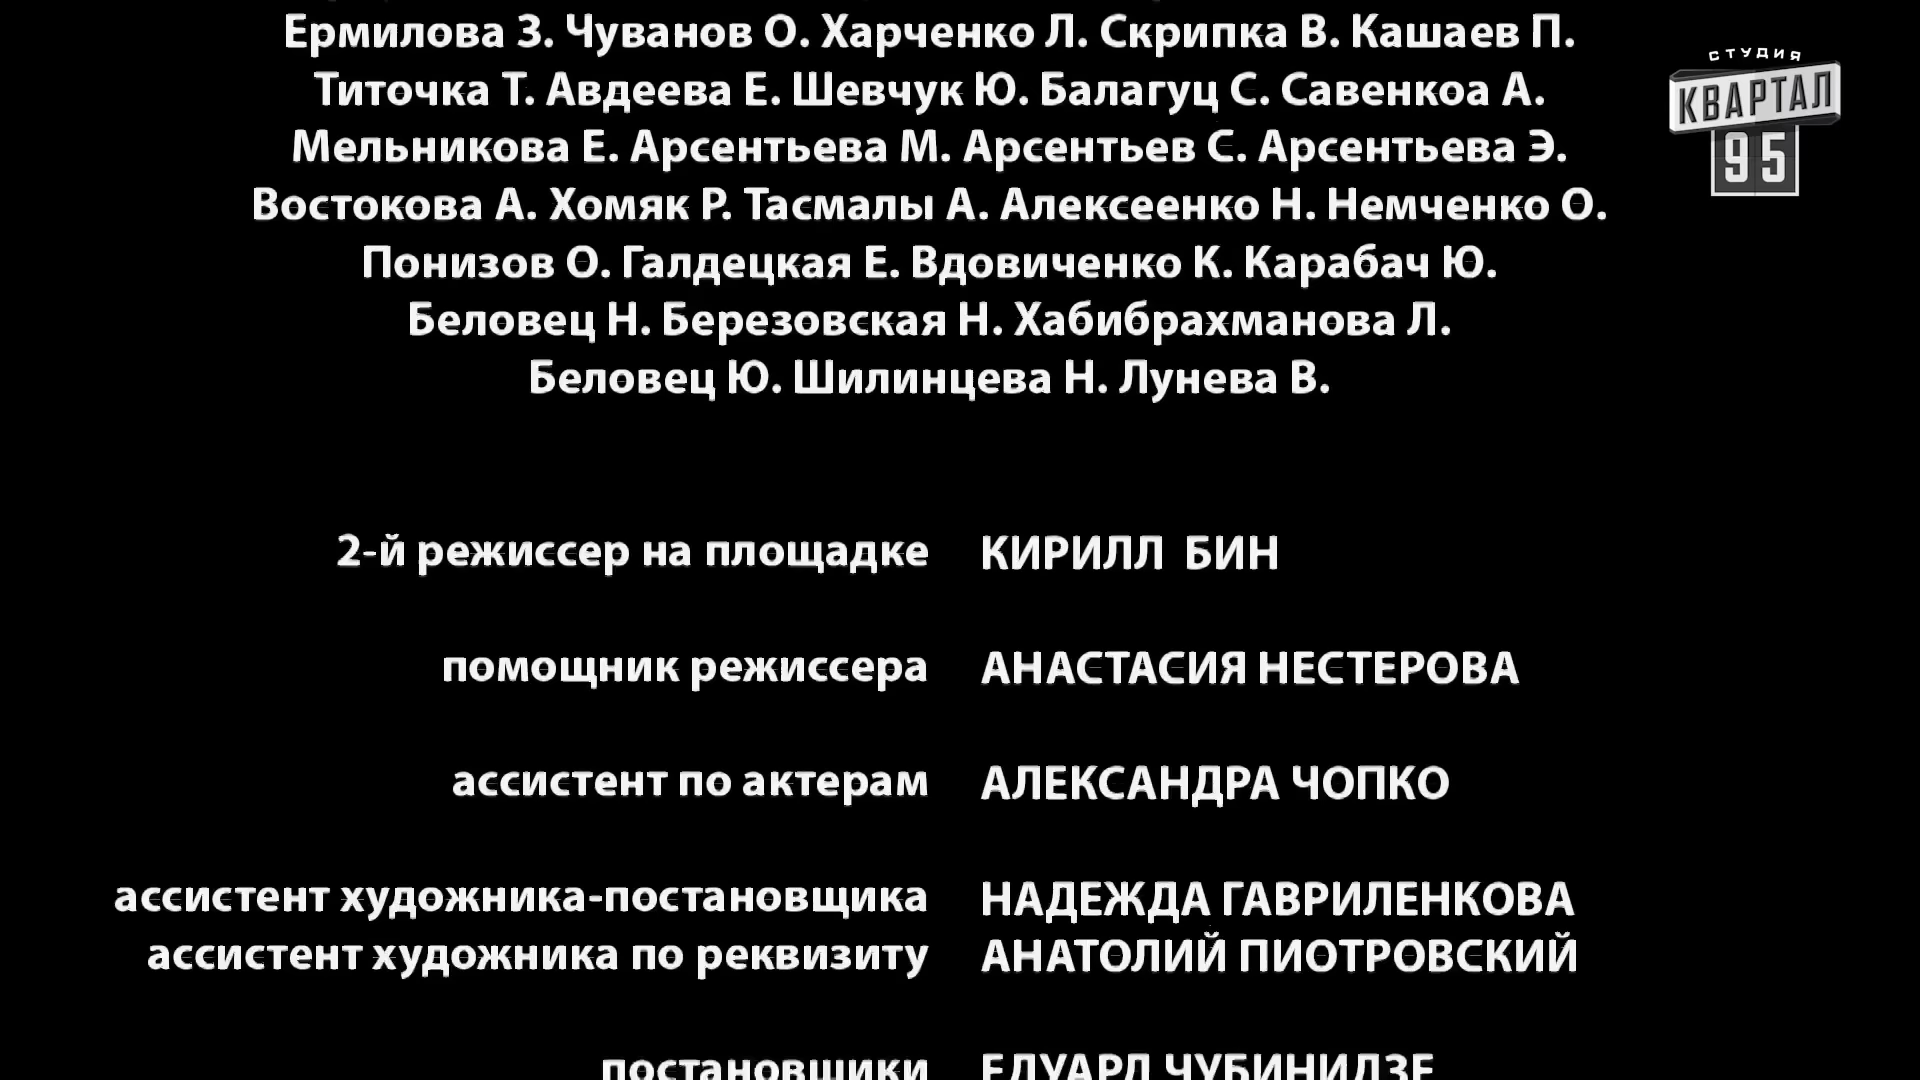 Ермилова З. Чуванов О. Харченко Л. Скрипка В. Кашаев П.
Титочка Т. Авдеева Е. Шевчук Ю. Балагуц С. Савенкоа А.
Мельникова Е. Арсентьева М. Арсентьев С. Арсентьева Э.
Востокова А. Хомяк Р. Тасмалы А. Алексеенко Н. Немченко О.
Понизов О. Галдецкая Е. Вдовиченко К. Карабач Ю.
Беловец Н. Березовская Н. Хабибрахманова Л.
Беловец Ю. Шилинцева Н. Лунева В.
СТУДИЯ
КВАРТАЛ
95
2-й режиссер на площадке КИРИЛЛ БИН
помощник режиссера АНАСТАСИЯ НЕСТЕРОВА
ассистент по актерам АЛЕКСАНДРА ЧОПКО
ассистент художника-постановщика НАДЕЖДА ГАВРИЛЕНКОВА
ассистент художника по реквизиту АНАТОЛИЙ ПИОТРОВСКИЙ
постановщики ЕДУАРД ЧУБИНИДЗЕ